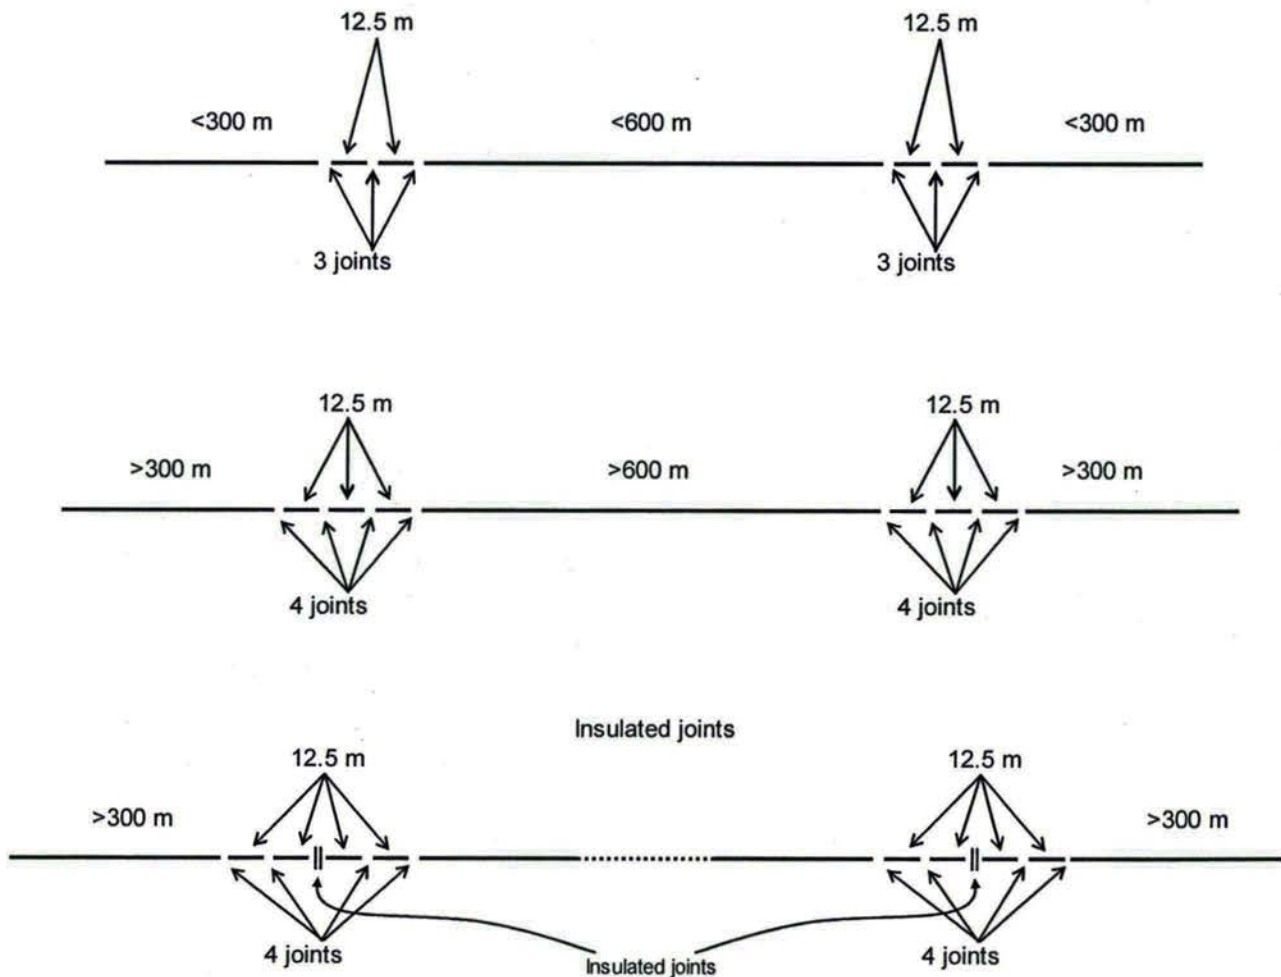 12.5 m 12.5 m
<300 m <600 m <300 m
3 joints 3 joints
12.5 m 12.5 m
>300 m >600 m >300 m
4 joints 4 joints
Insulated joints
12.5 m 12.5 m
>300 m >300 m
4 joints 4 joints
Insulated joints